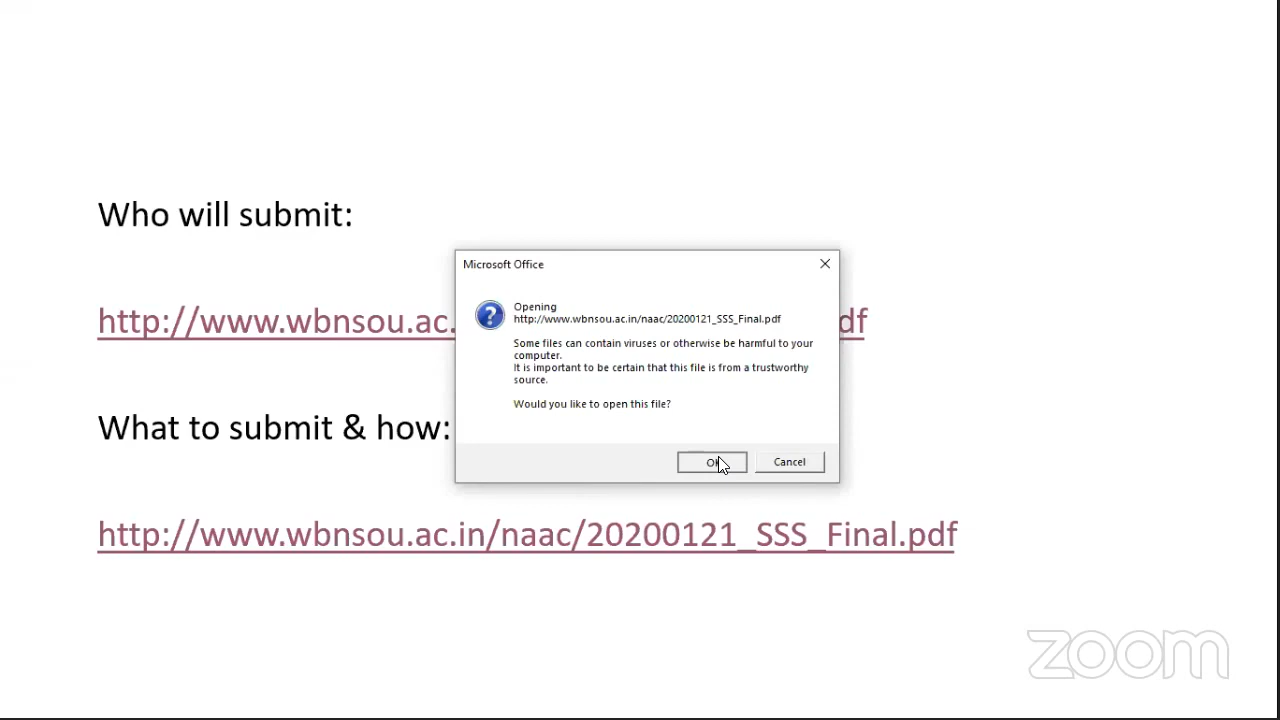 Who will submit:
Microsoft Office
Opening
http://www.wbnsou.ac.in/naac/20200121_SSS_Final.pdf
http://www.wbnsou.ac. df
Some files can contain viruses or otherwise be harmful to your
computer.
It is important to be certain that this file is from a trustworthy
source.
Would you like to open this file?
What to submit & how:
OK Cancel
http://www.wbnsou.ac.in/naac/20200121_SSS_Final.pdf
zoom